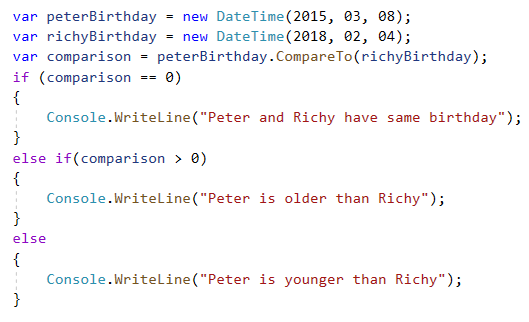 var peterBirthday = new DateTime(2015, 03, 08);
var richyBirthday = new DateTime(2018, 02, 04);
var comparison = peterBirthday.CompareTo(richyBirthday);
if (comparison == 0)
{
    Console.WriteLine("Peter and Richy have same birthday");
}
else if(comparison > 0)
{
    Console.WriteLine("Peter is older than Richy");
}
else
{
    Console.WriteLine("Peter is younger than Richy");
}